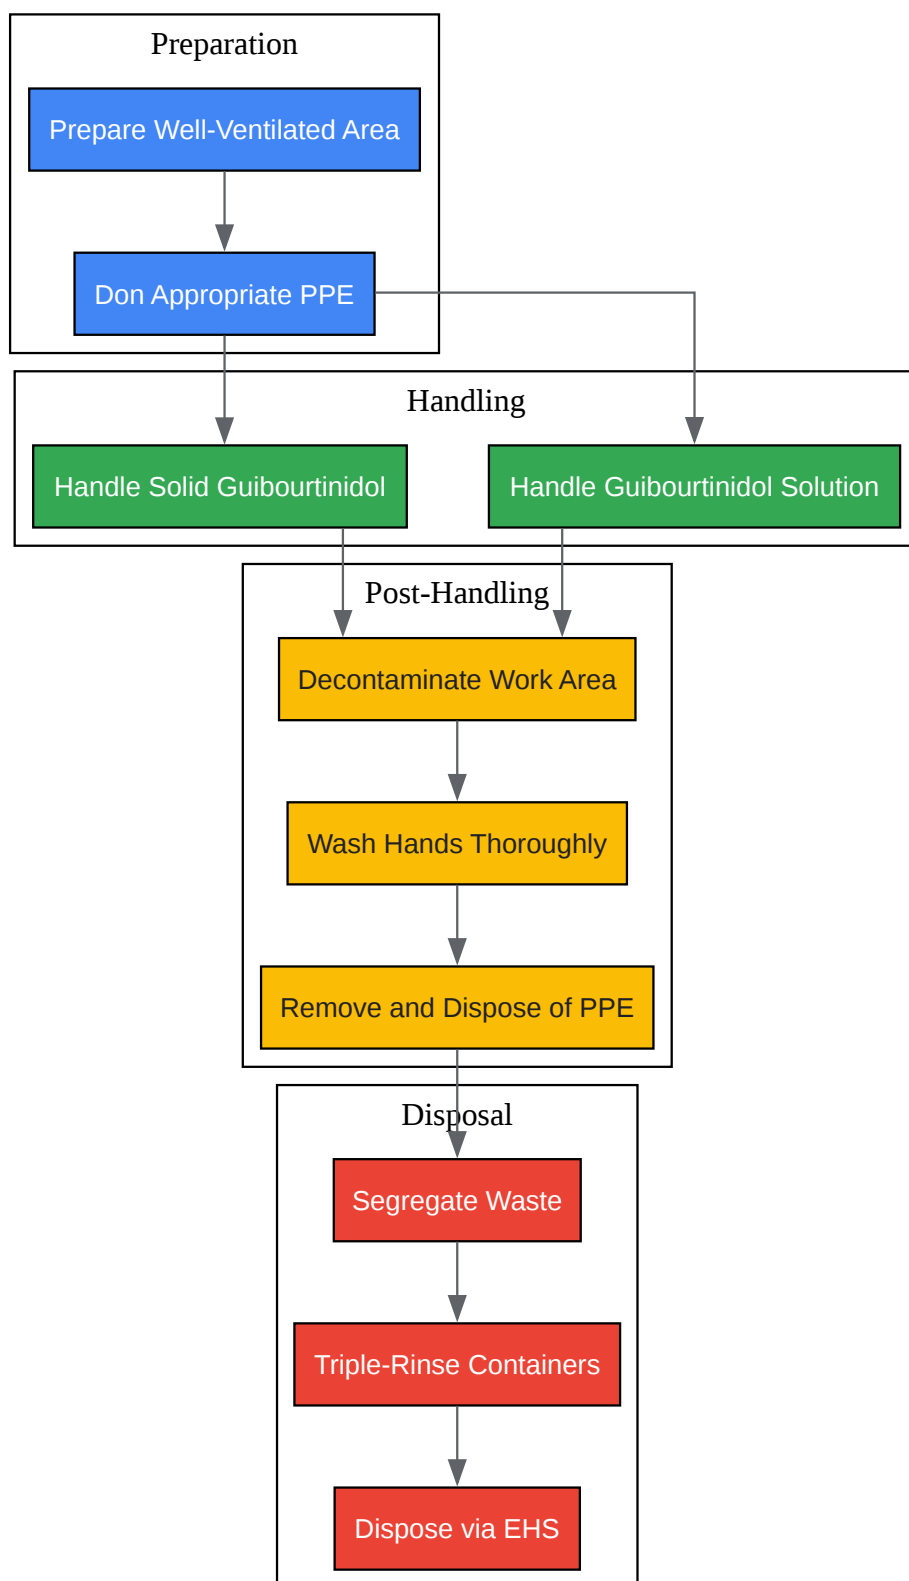 Preparation
Prepare Well-Ventilated Area
Don Appropriate PPE
Handling
Handle Solid Guibourtinidol
Handle Guibourtinidol Solution
Post-Handling
Decontaminate Work Area
Wash Hands Thoroughly
Remove and Dispose of PPE
Disposal
Segregate Waste
Triple-Rinse Containers
Dispose via EHS